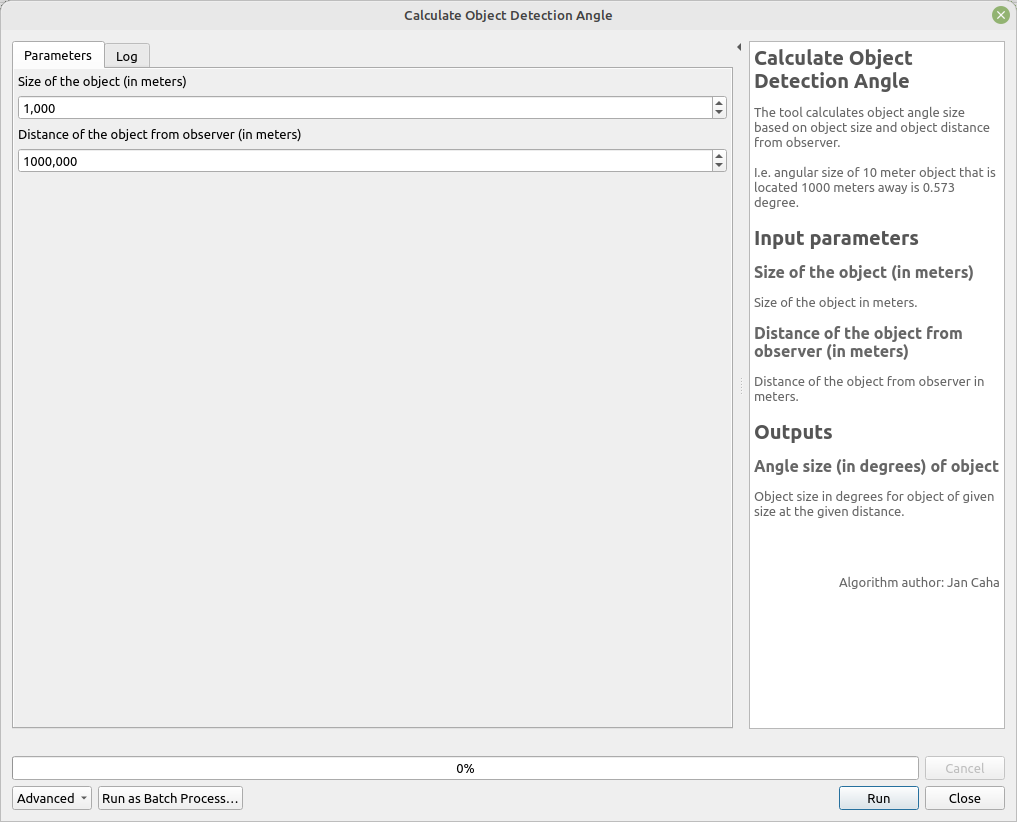 Calculate Object Detection Angle
Parameters
Log
Size of the object (in meters)
1,000
Distance of the object from observer (in meters)
1000,000
Calculate Object
Detection Angle
The tool calculates object angle size
based on object size and object distance
from observer.
I.e. angular size of 10 meter object that is
located 1000 meters away is 0.573
degree.
Input parameters
Size of the object (in meters)
Size of the object in meters.
Distance of the object from
observer (in meters)
Distance of the object from observer in
meters.
Outputs
Angle size (in degrees) of object
Object size in degrees for object of given
size at the given distance.
Algorithm author: Jan Caha
0%
Cancel
Advanced
Run as Batch Process…
Run
Close